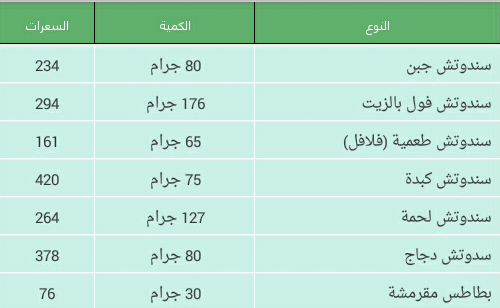 النوع الكمية السعرات
سندوتش جبن 80 جرام 234
سندوتش فول بالزيت 176 جرام 294
سندوتش طعمية (فلافل) 65 جرام 161
سندوتش كبدة 75 جرام 420
سندوتش لحمة 127 جرام 264
سدوتش دجاج 80 جرام 378
بطاطس مقرمشة 30 جرام 76